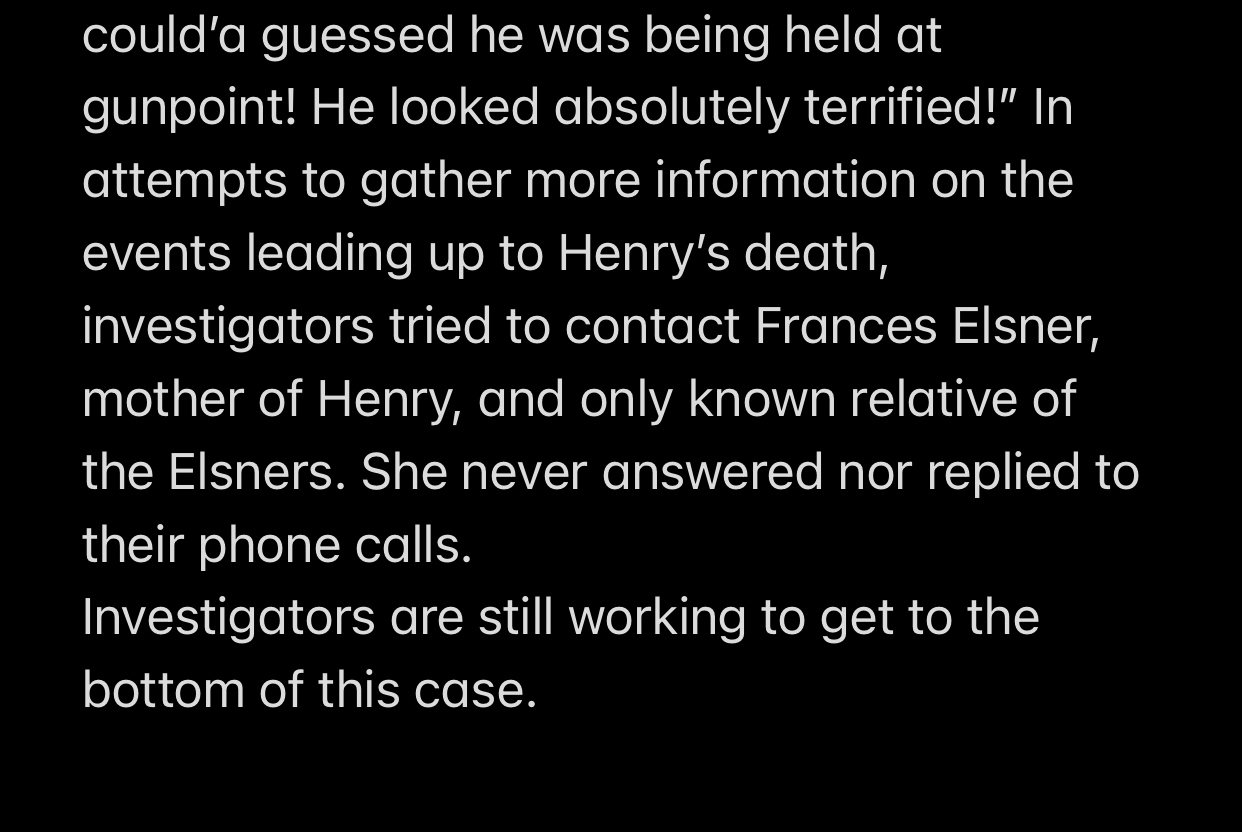 could’a guessed he was being held at
gunpoint! He looked absolutely terrified!” In
attempts to gather more information on the
events leading up to Henry’s death,
investigators tried to contact Frances Elsner,
mother of Henry, and only known relative of
the Elsners. She never answered nor replied to
their phone calls.
Investigators are still working to get to the
bottom of this case.